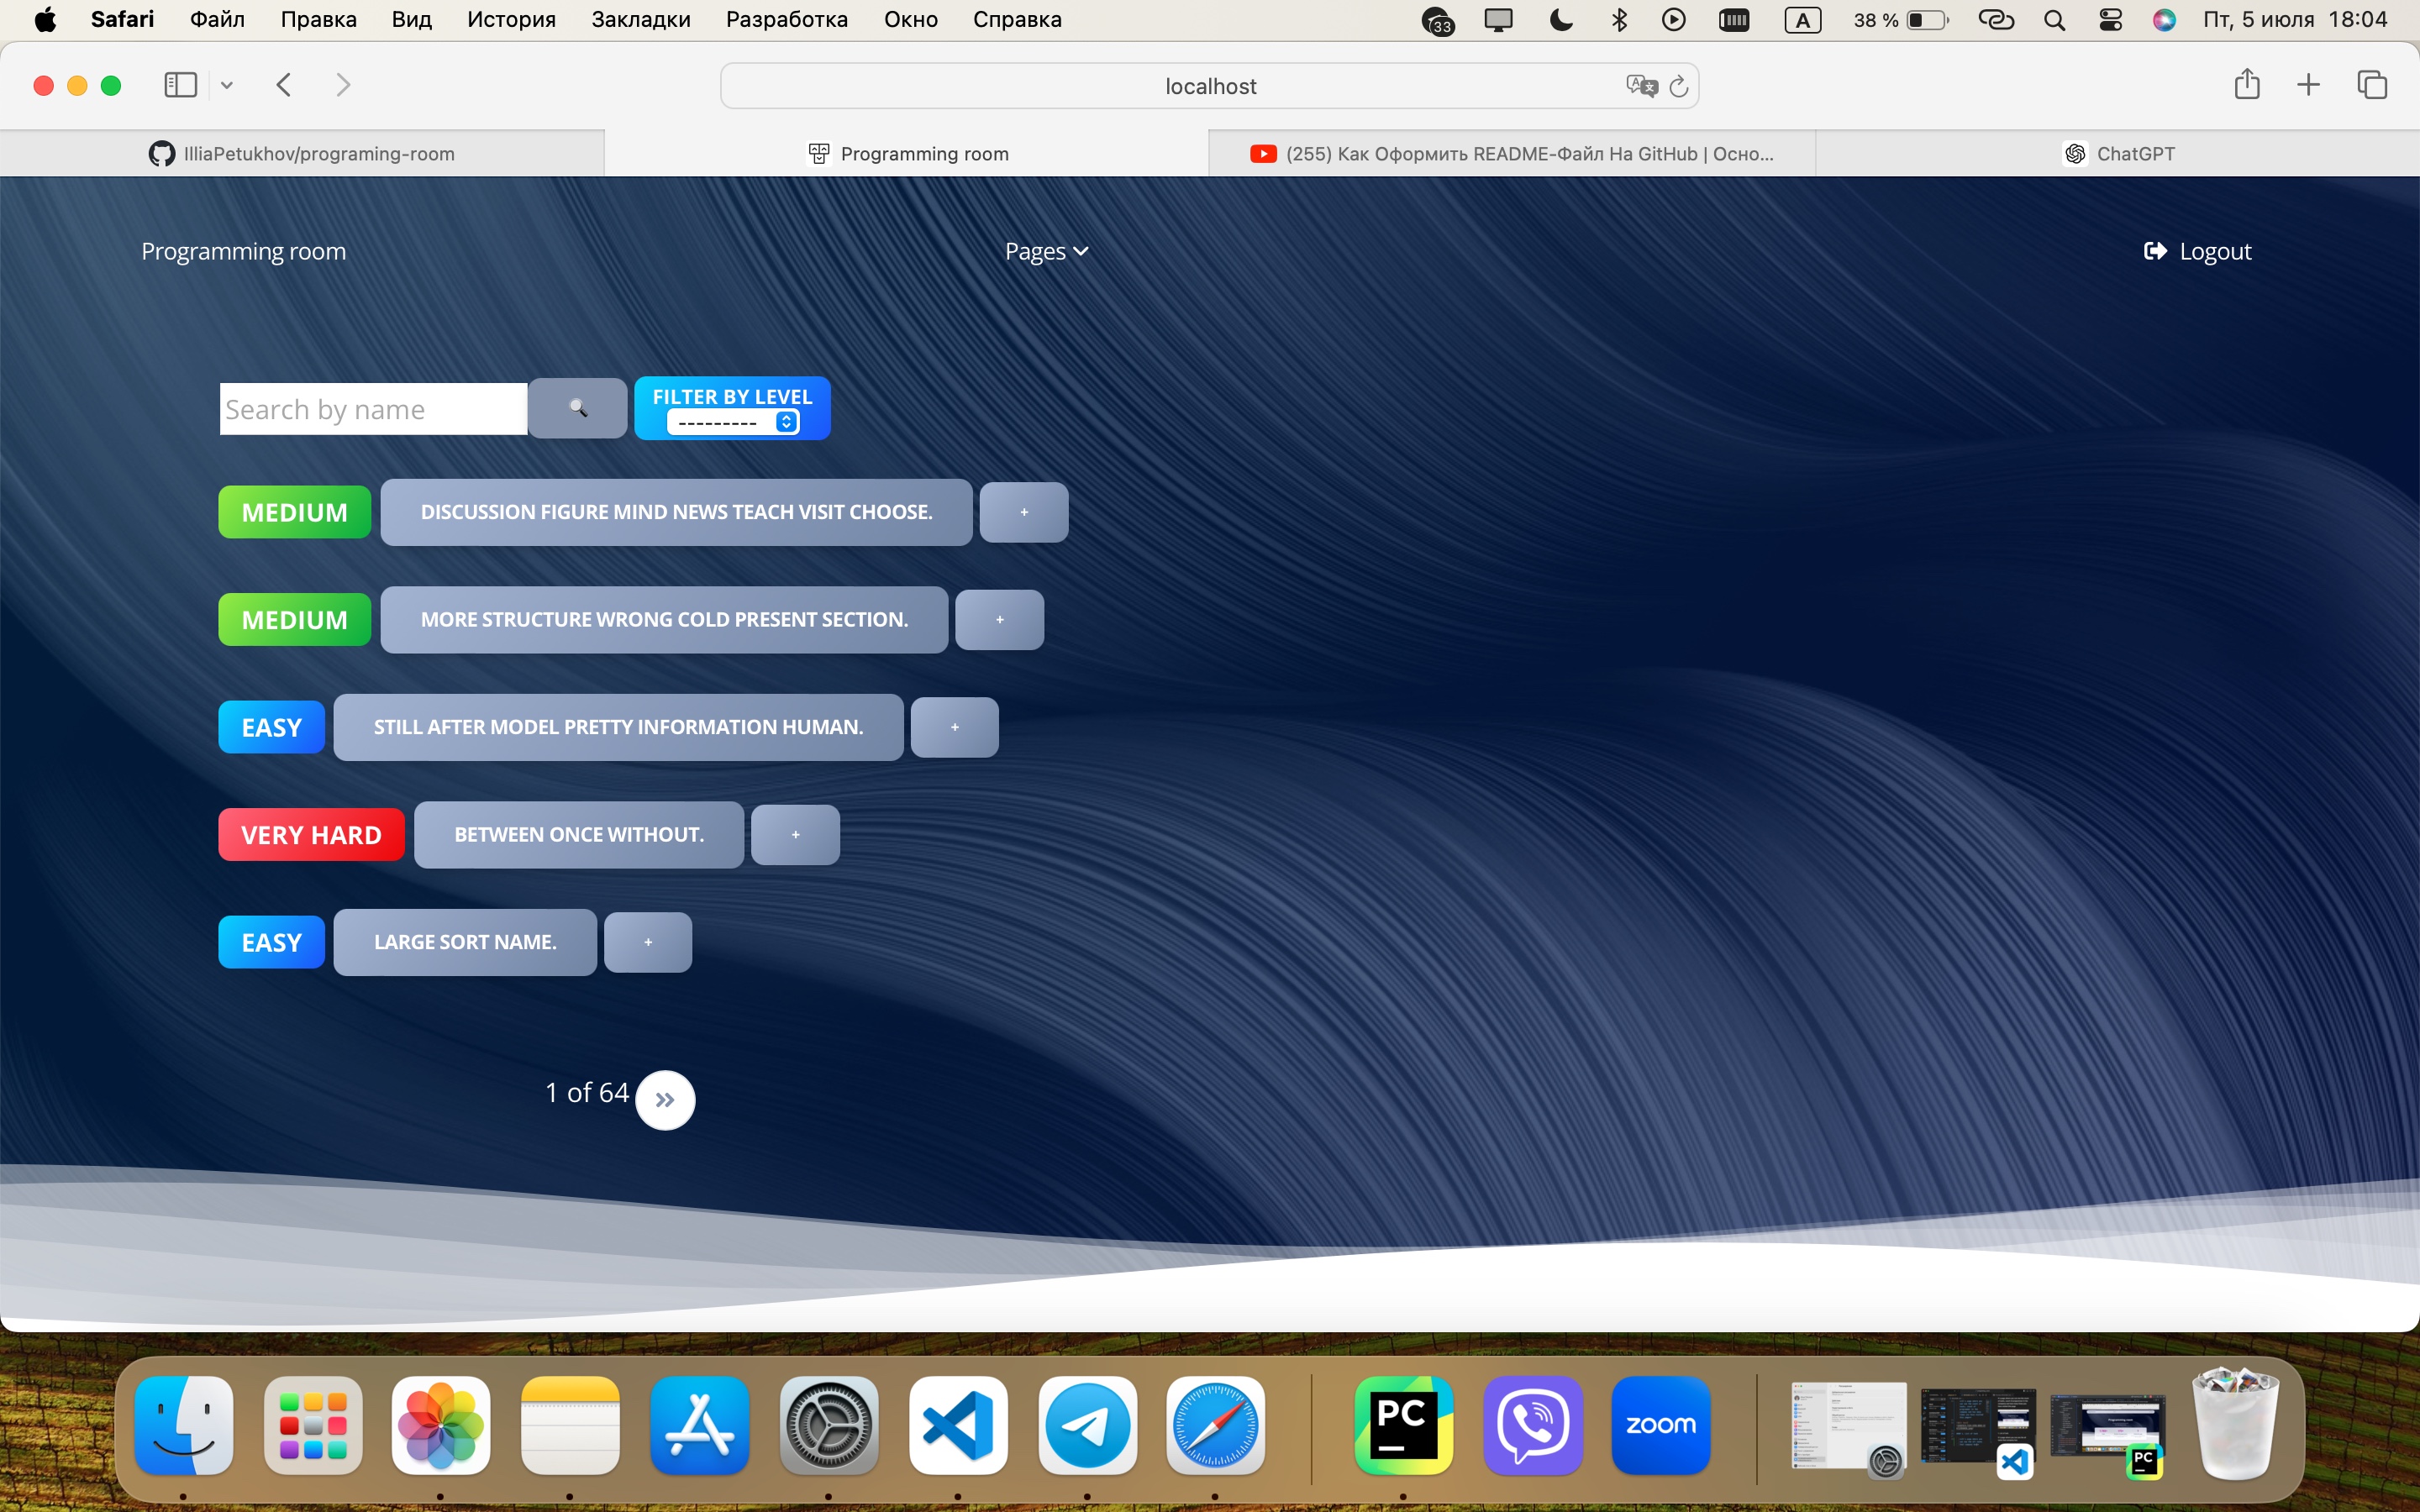 Safari Файл Правка Вид История Закладки Разработка Окно Справка 33 A 38 % Пт, 5 июля 18:04
localhost
IlliaPetukhov/programing-room Programming room (255) Как Оформить README-Файл На GitHub | Осно... ChatGPT
Programming room Pages Logout
Search by name FILTER BY LEVEL
---------
MEDIUM DISCUSSION FIGURE MIND NEWS TEACH VISIT CHOOSE. +
MEDIUM MORE STRUCTURE WRONG COLD PRESENT SECTION. +
EASY STILL AFTER MODEL PRETTY INFORMATION HUMAN. +
VERY HARD BETWEEN ONCE WITHOUT. +
EASY LARGE SORT NAME. +
1 of 64 »
PC zoom PC